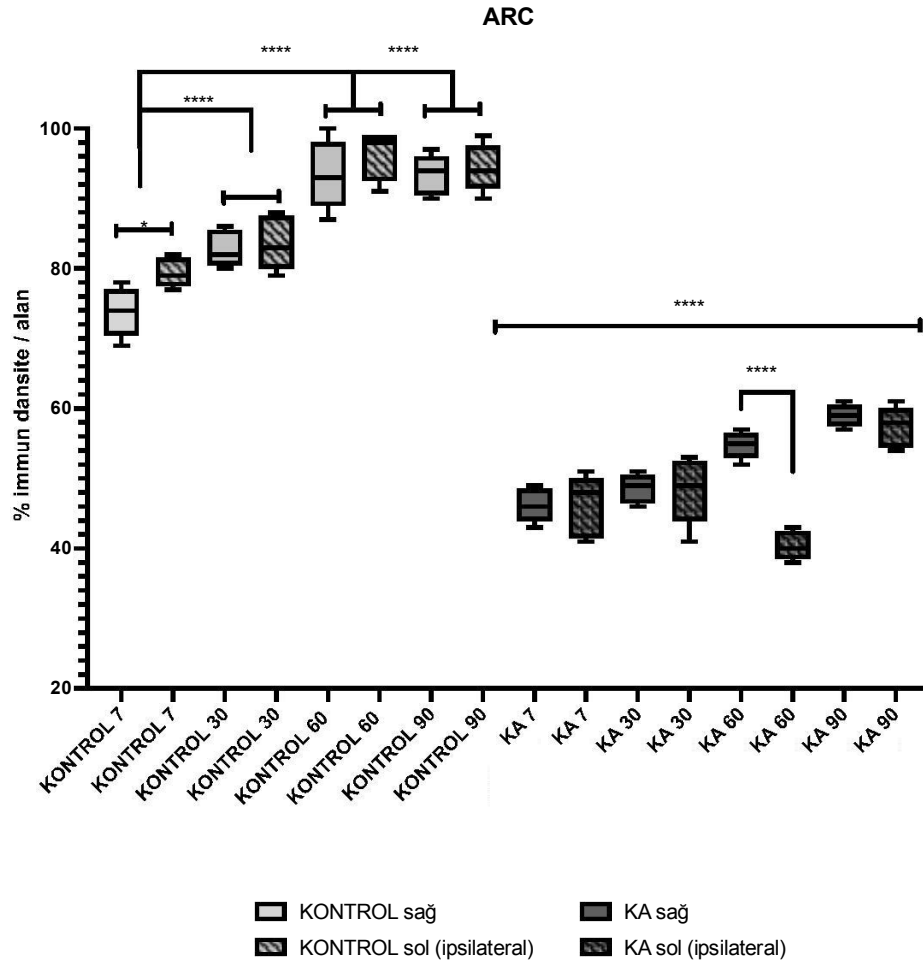 ARC
**** ****
****
100
*
80
****
****
60
40
20
% immun dansite / alan
KONTROL 7
KONTROL 7
KONTROL 30
KONTROL 30
KONTROL 60
KONTROL 60
KONTROL 90
KONTROL 90
KA 7
KA 7
KA 30
KA 30
KA 60
KA 60
KA 90
KA 90
KONTROL sağ
KA sağ
KONTROL sol (ipsilateral)
KA sol (ipsilateral)